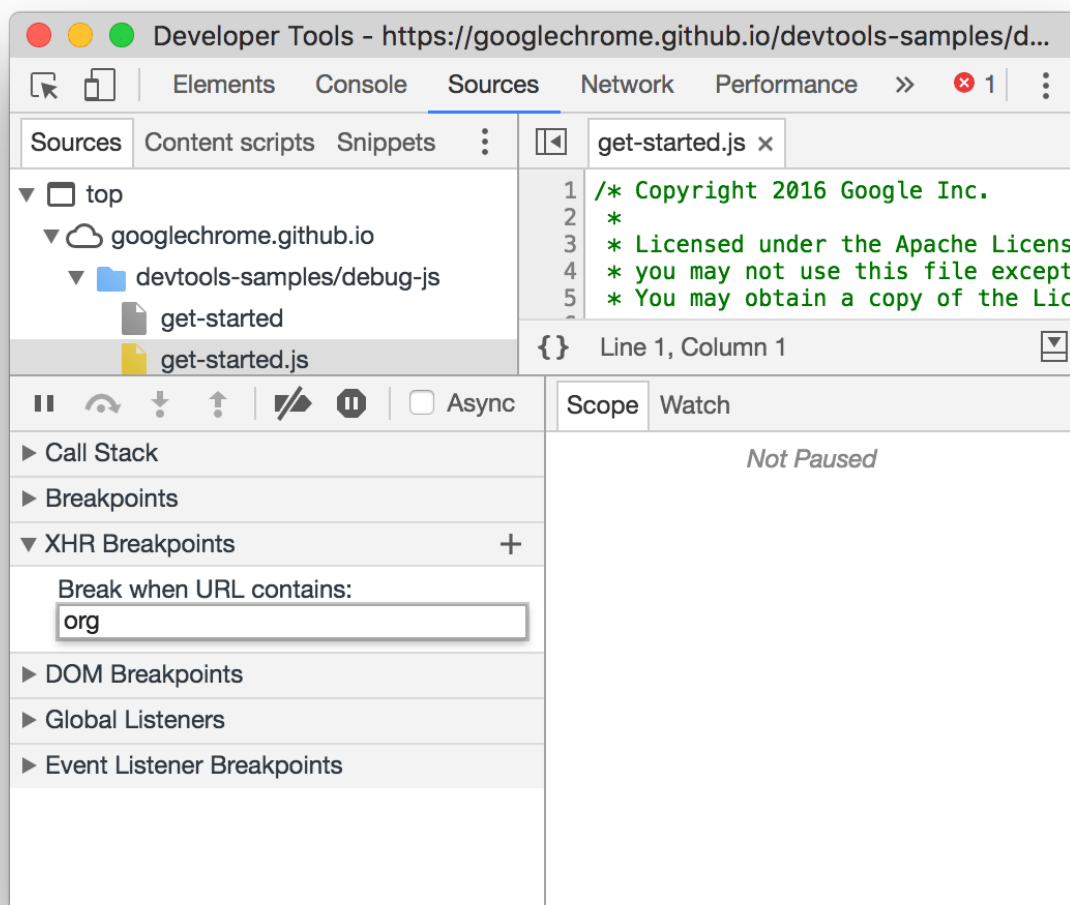 Developer Tools - https://googlechrome.github.io/devtools-samples/d...
Elements Console Sources Network Performance » 1
Sources Content scripts Snippets
get-started.js ×
top
googlechrome.github.io
devtools-samples/debug-js
get-started
get-started.js
1 /* Copyright 2016 Google Inc.
2 *
3 * Licensed under the Apache Licens
4 * you may not use this file except
5 * You may obtain a copy of the Lic
{} Line 1, Column 1
Async
Call Stack
Breakpoints
XHR Breakpoints +
Break when URL contains:
org
DOM Breakpoints
Global Listeners
Event Listener Breakpoints
Scope Watch
Not Paused